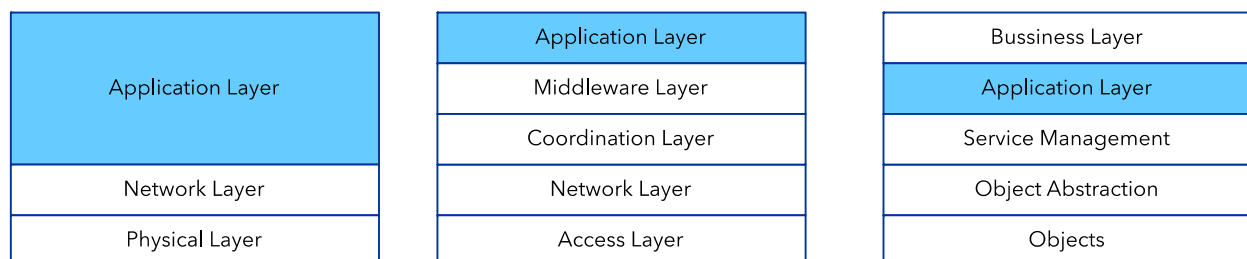 Application Layer
Network Layer
Physical Layer
Application Layer
Middleware Layer
Coordination Layer
Network Layer
Access Layer
Bussiness Layer
Application Layer
Service Management
Object Abstraction
Objects